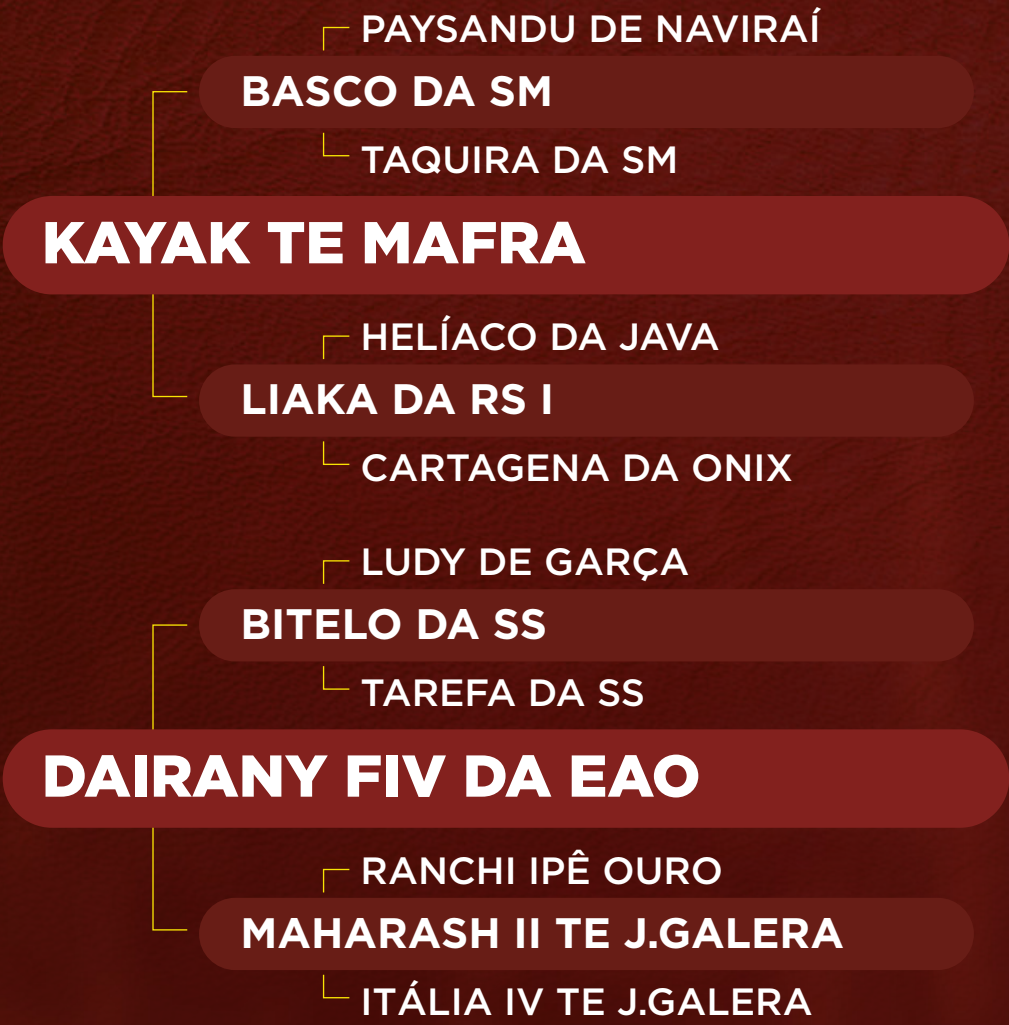 PAYSANDU DE NAVIRAÍ
BASCO DA SM
TAQUIRA DA SM
KAYAK TE MAFRA
HELÍACO DA JAVA
LIAKA DA RS I
CARTAGENA DA ONIX
LUDY DE GARÇA
BITELO DA SS
TAREFA DA SS
DAIRANY FIV DA EAO
RANCHI IPÊ OURO
MAHARASH II TE J.GALERA
ITÁLIA IV TE J.GALERA